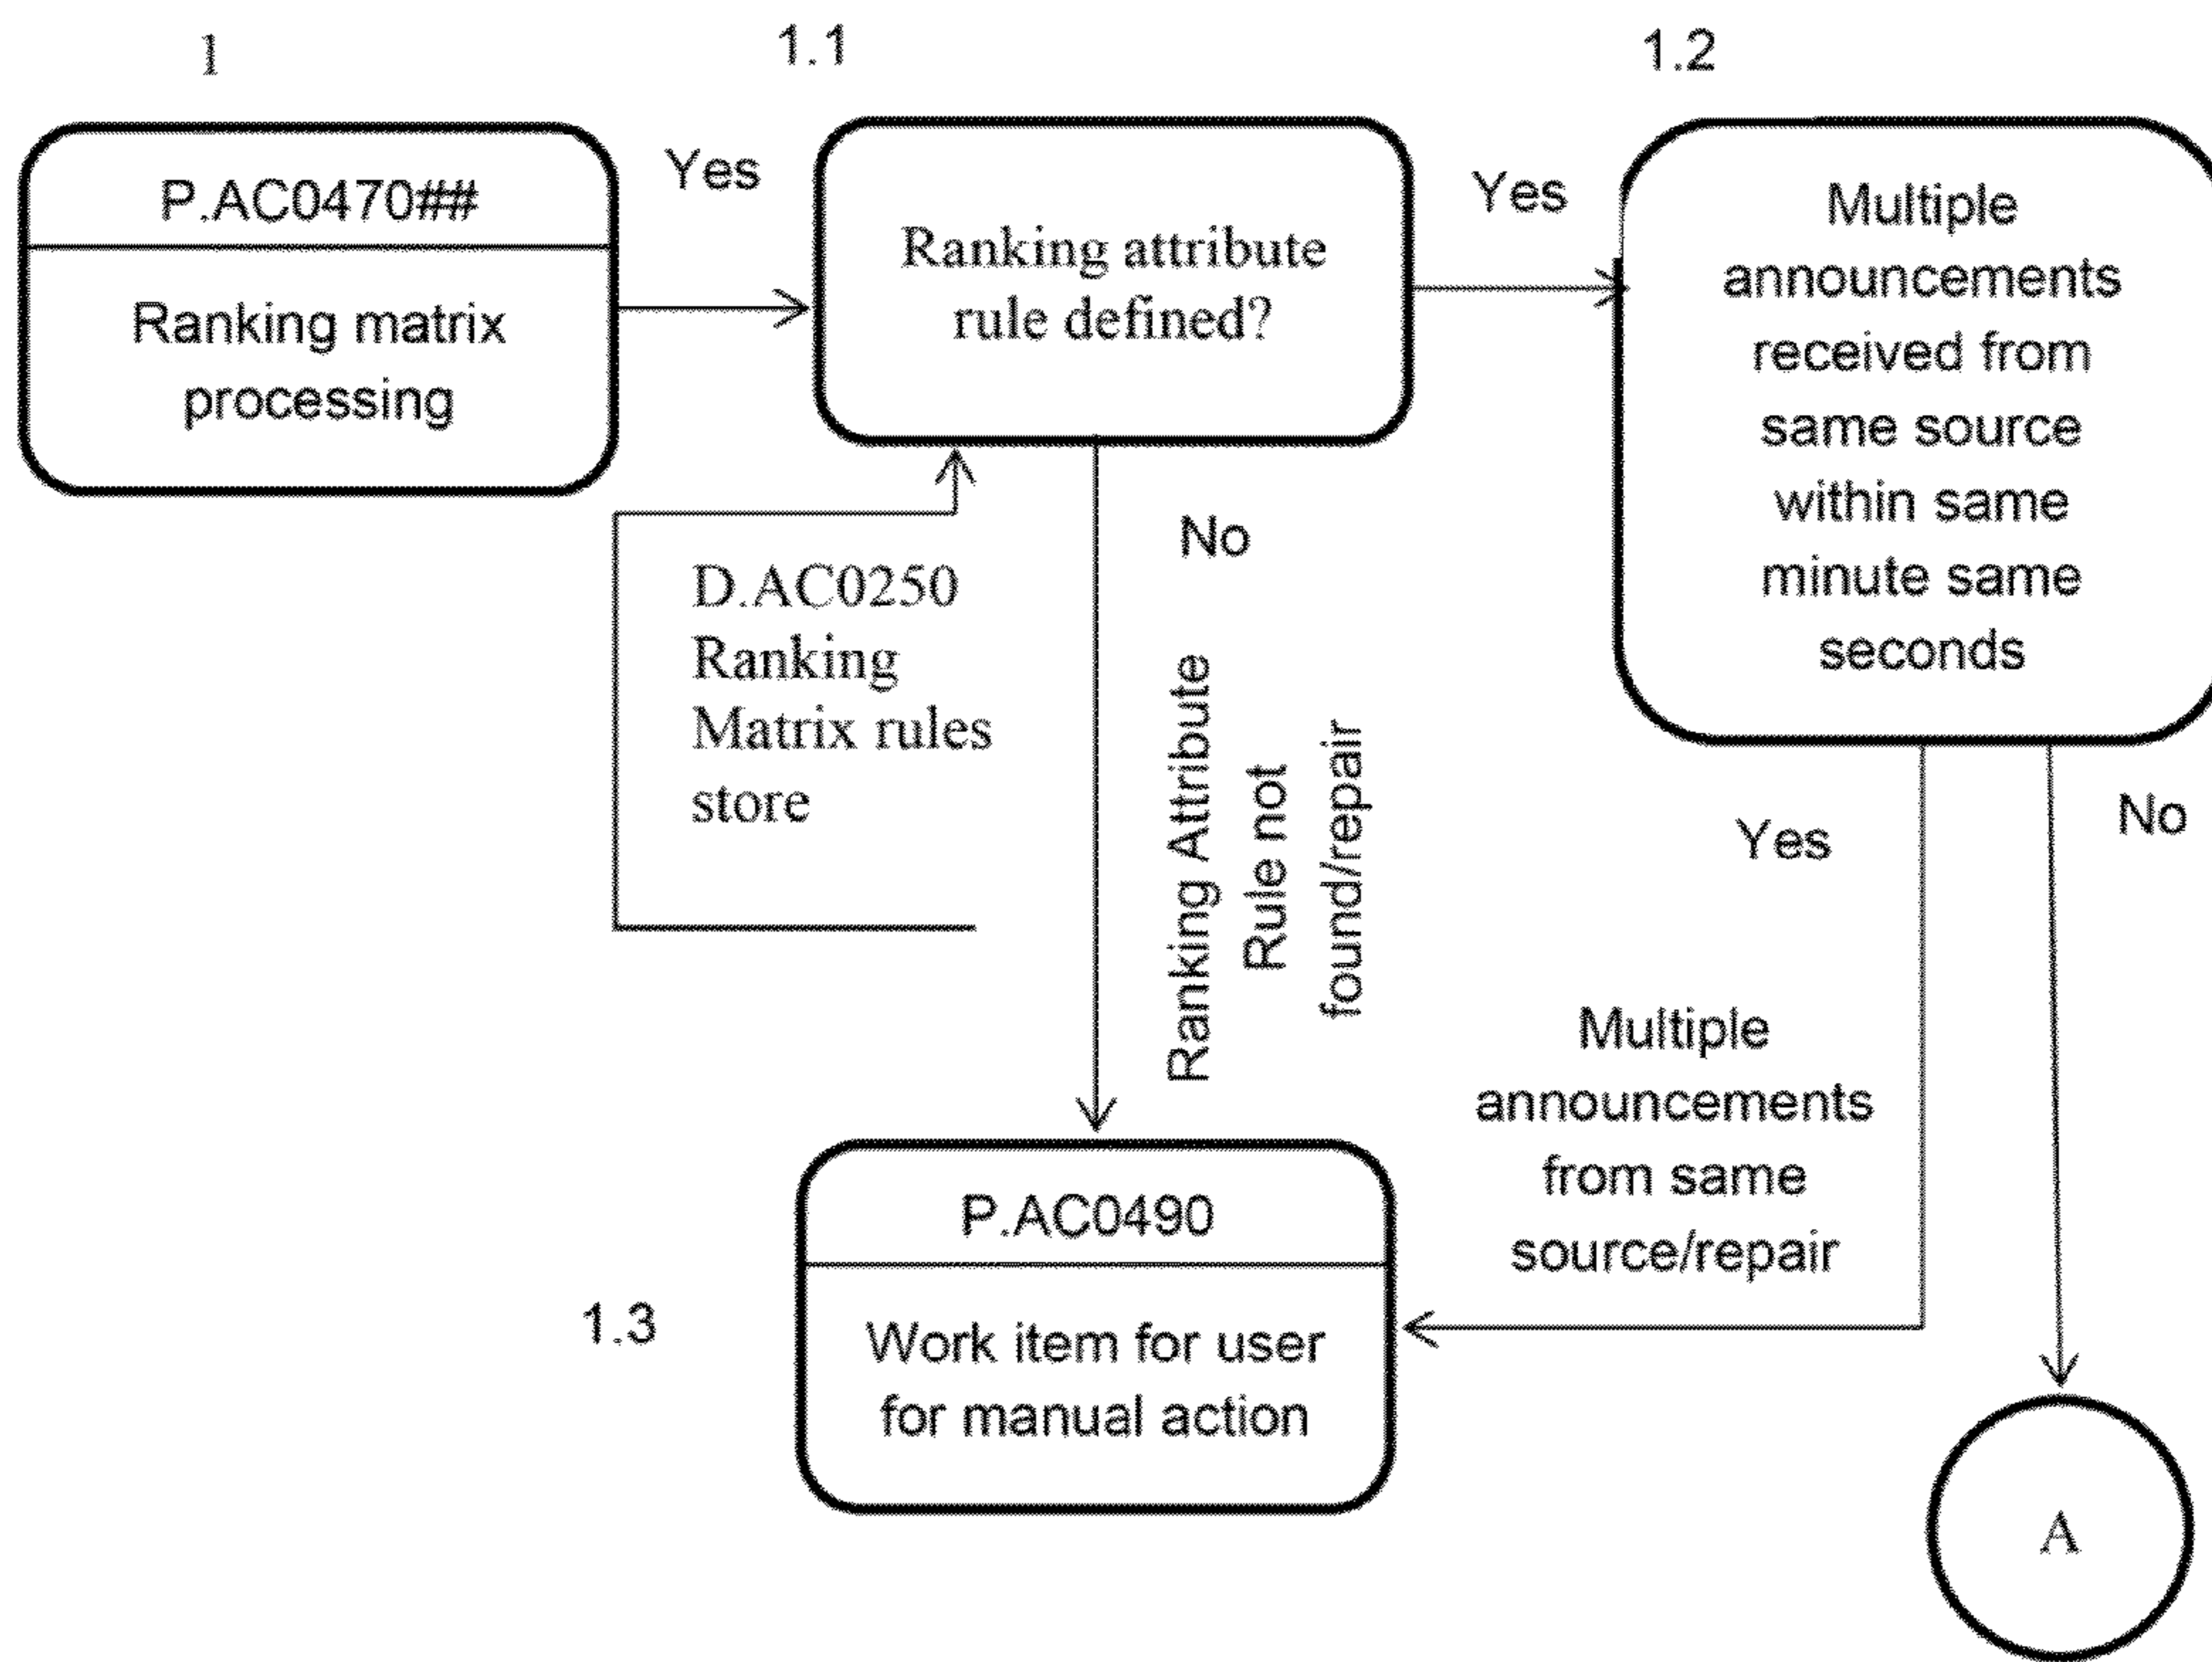 1
1.1
1.2
P.AC0470##
Ranking matrix
processing
Yes
Ranking attribute
rule defined?
Yes
Multiple
announcements
received from
same source
within same
minute same
seconds
D.AC0250
Ranking
Matrix rules
store
No
Ranking Attribute
Rule not
found/repair
Yes
No
Multiple
announcements
from same
source/repair
1.3
P.AC0490
Work item for user
for manual action
A